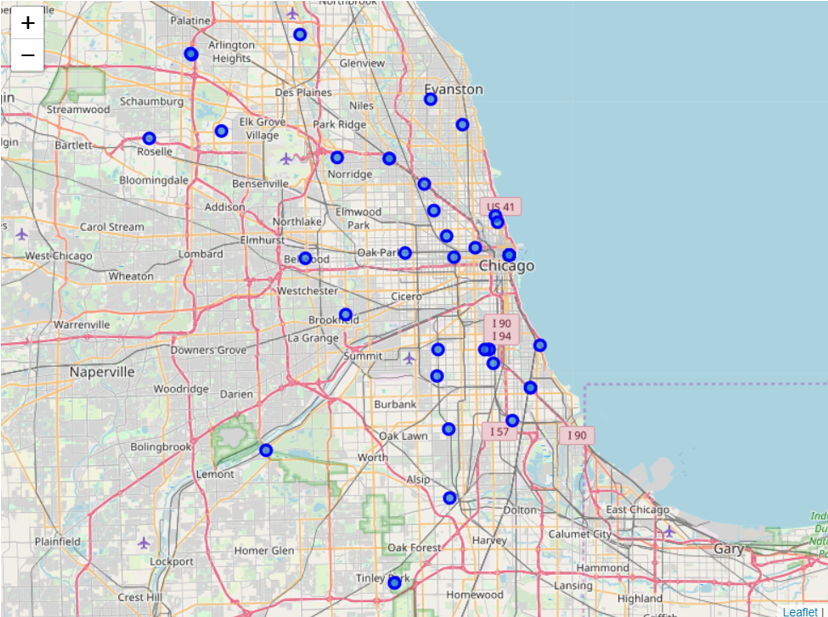 Northbrook
Palatine
+
−
Arlington
Heights
Glenview
Evanston
Des Plaines
Niles
Schaumburg
Streamwood
Elk Grove
Village
Park Ridge
Bartlett
Roselle
Norridge
Bloomingdale
Bensenville
US 41
Addison
Elmwood
Park
Northlake
Carol Stream
Elmhurst
Oak Park
West Chicago
Lombard
Bellwood
Chicago
Wheaton
Westchester
Cicero
Brookfield
I 90
I 94
Warrenville
La Grange
Downers Grove
Summit
Naperville
Woodridge
Darien
Burbank
Oak Lawn
I 57
I 90
Bolingbrook
Worth
Lemont
Alsip
Dolton
East Chicago
Plainfield
Harvey
Calumet City
Homer Glen
Oak Forest
Gary
Lockport
Hammond
Tinley Park
Lansing
Crest Hill
Homewood
Highland
Griffith
Leaflet |